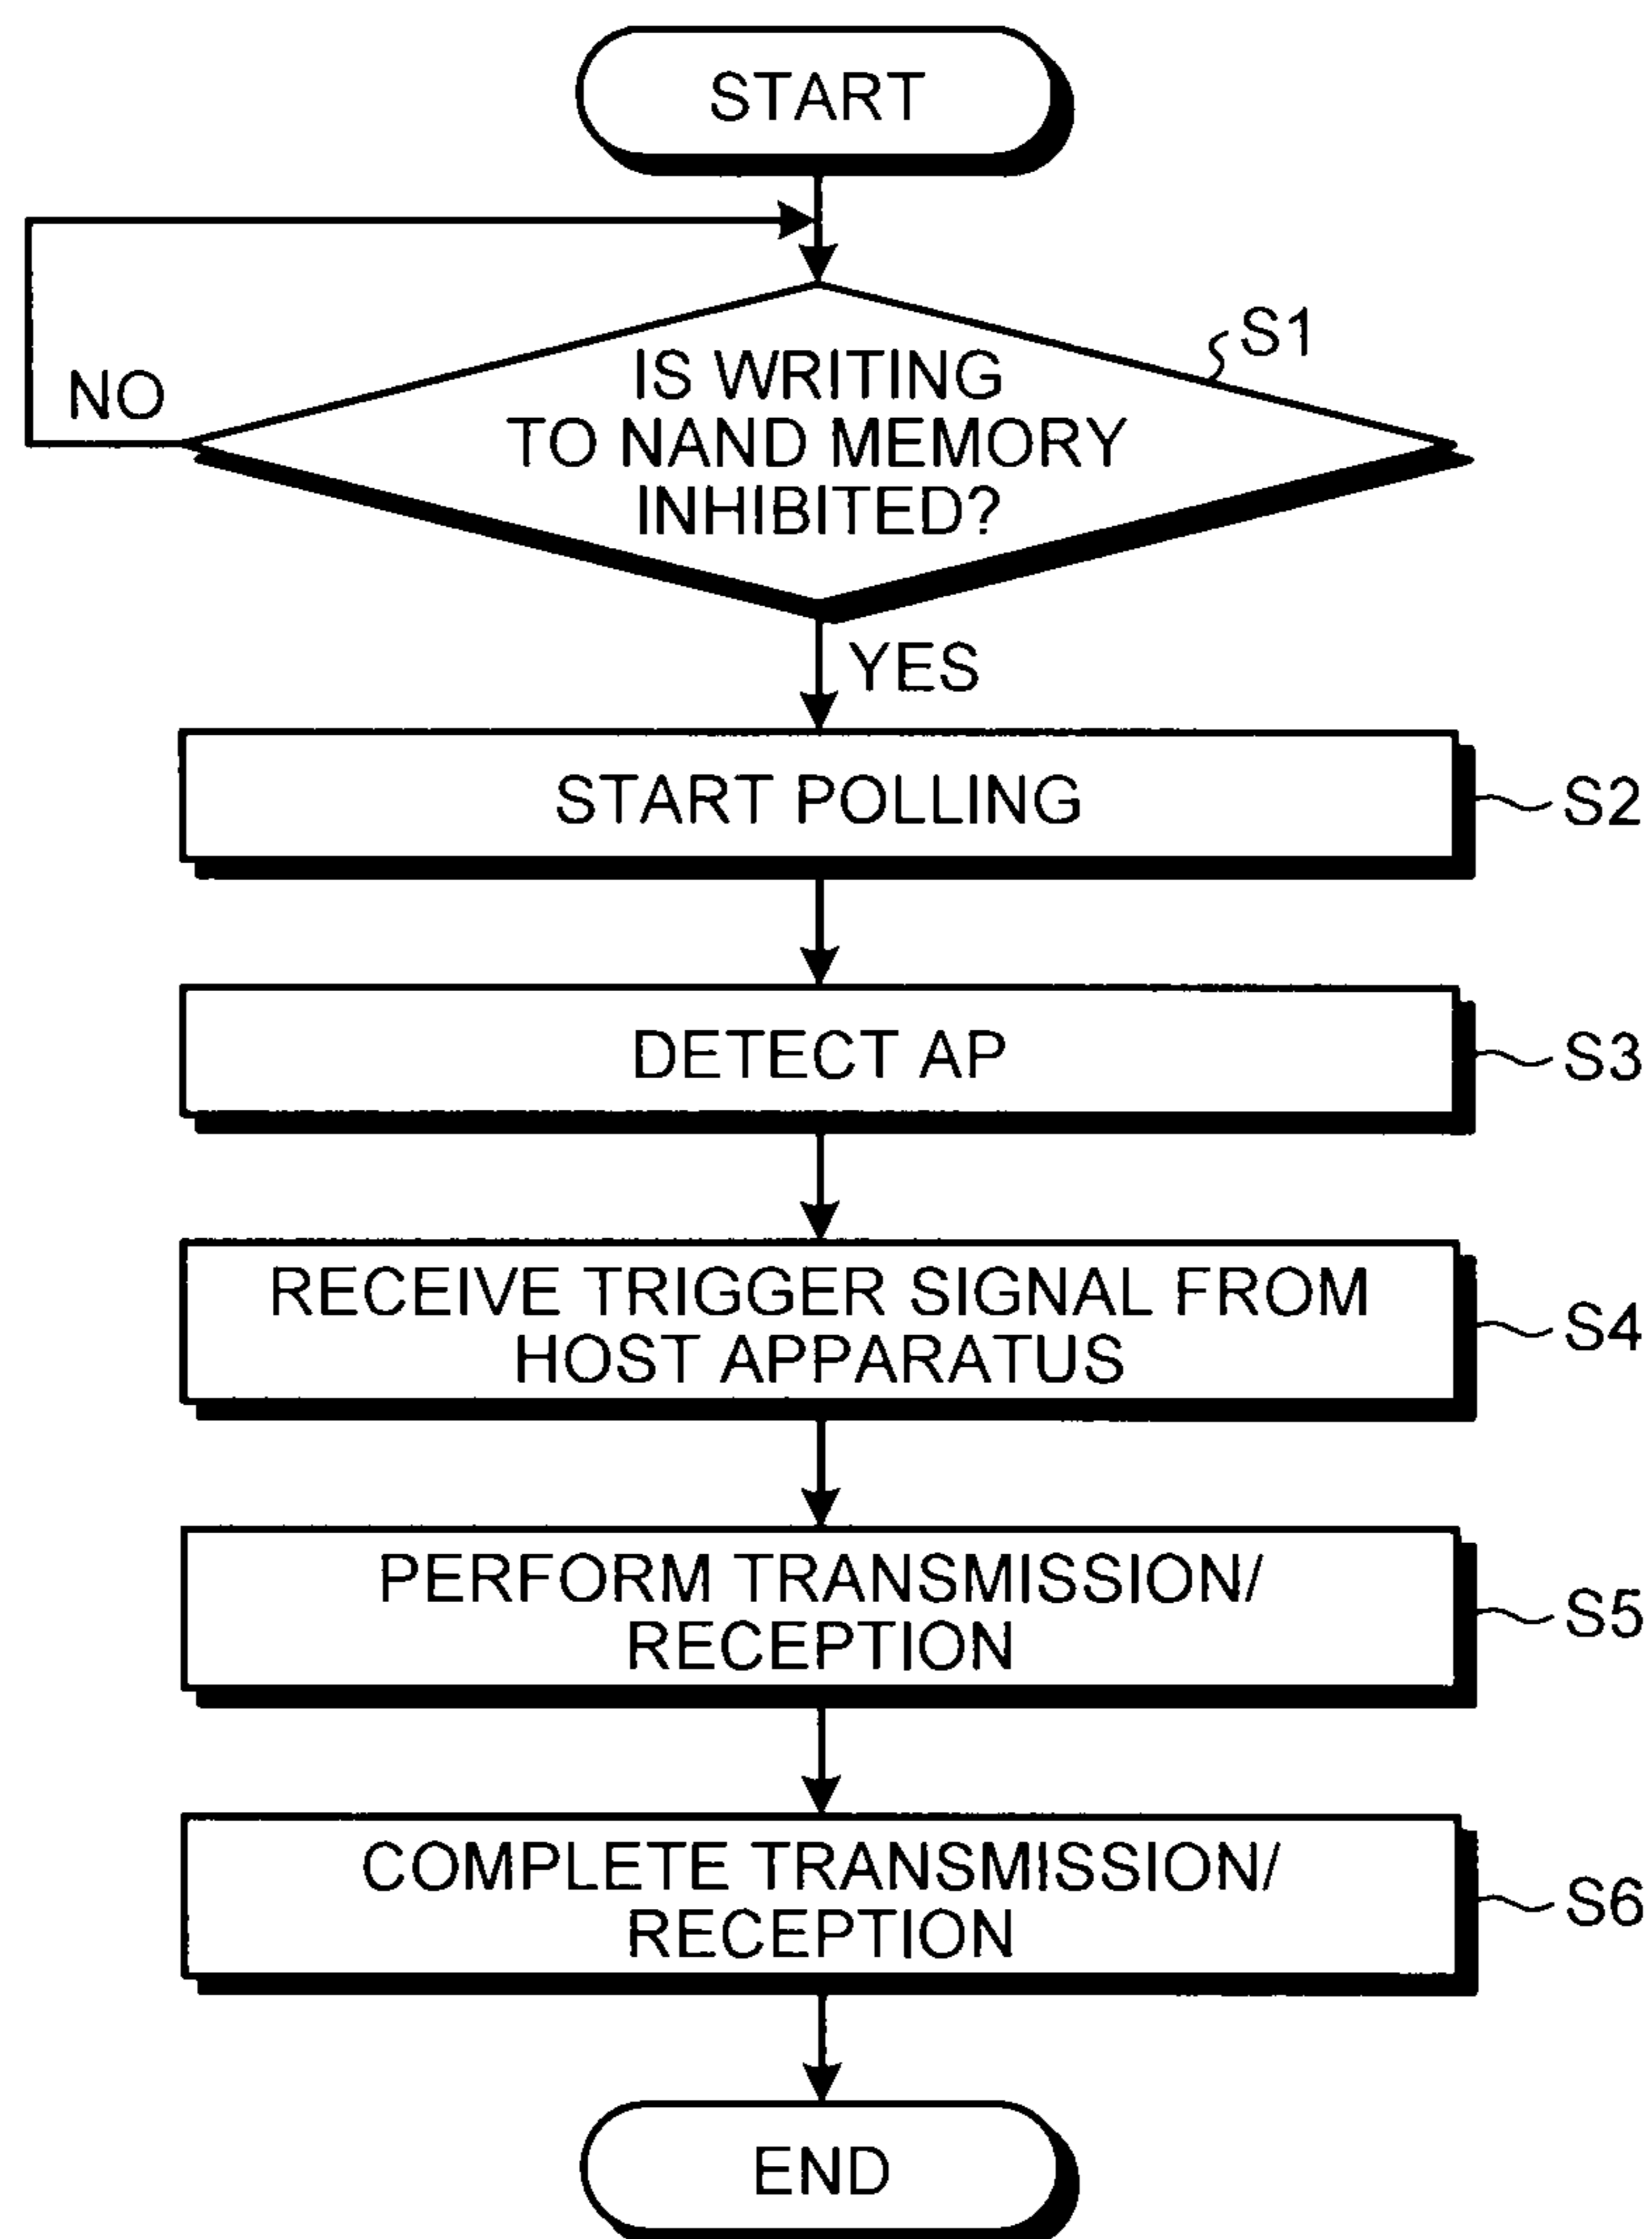 START
S1
IS WRITING
TO NAND MEMORY
INHIBITED?
NO
YES
START POLLING
S2
DETECT AP
S3
RECEIVE TRIGGER SIGNAL FROM
HOST APPARATUS
S4
PERFORM TRANSMISSION/
RECEPTION
S5
COMPLETE TRANSMISSION/
RECEPTION
S6
END